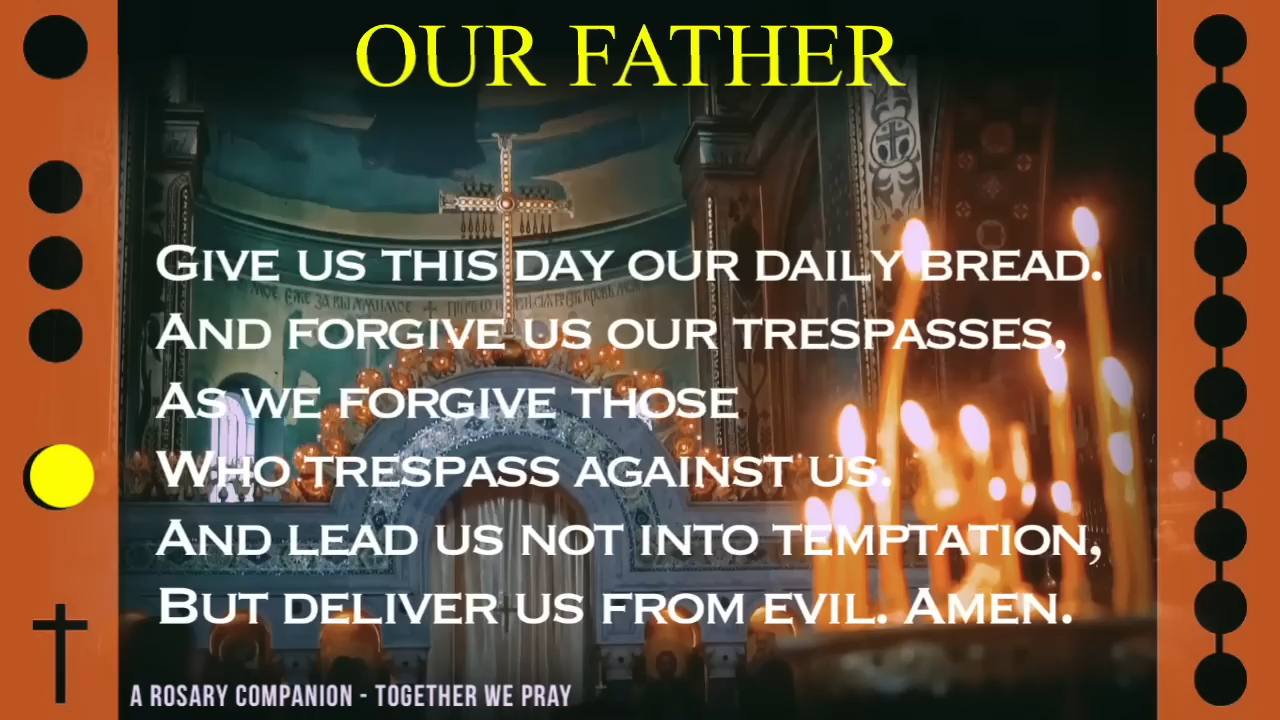 OUR FATHER
GIVE US THIS DAY OUR DAILY BREAD.
AND FORGIVE US OUR TRESPASSES,
AS WE FORGIVE THOSE
WHO TRESPASS AGAINST US.
AND LEAD US NOT INTO TEMPTATION,
BUT DELIVER US FROM EVIL. AMEN.
A ROSARY COMPANION - TOGETHER WE PRAY